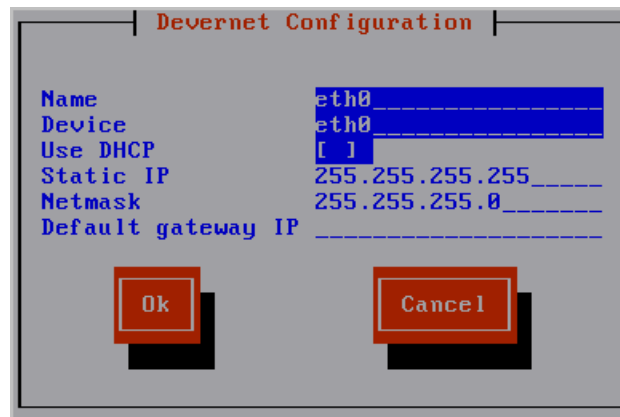 Devernet Configuration
Name eth0
Device eth0
Use DHCP [ ]
Static IP 255.255.255.255
Netmask 255.255.255.0
Default gateway IP
Ok Cancel